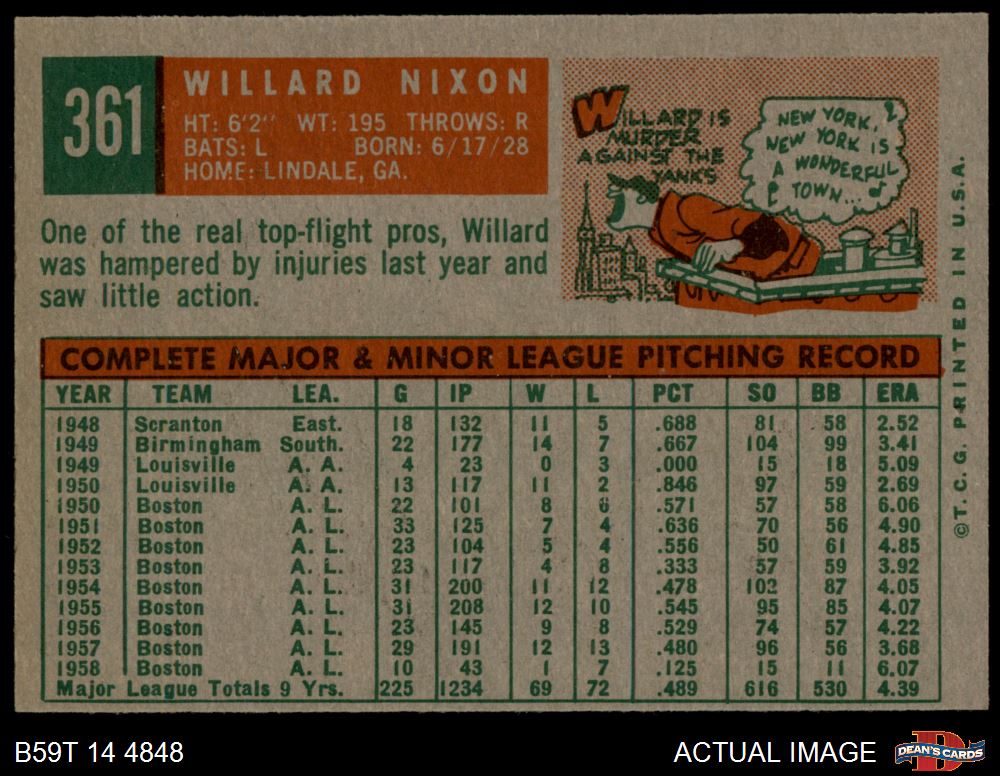 361
WILLARD NIXON
HT: 6'2" WT: 195 THROWS: R
BATS: L BORN: 6/17/28
HOME: LINDALE, GA.
WILLARD IS
MURDER
AGAINST THE
YANKS
NEW YORK,
NEW YORK IS
A WONDERFUL
TOWN...
One of the real top-flight pros, Willard
was hampered by injuries last year and
saw little action.
COMPLETE MAJOR & MINOR LEAGUE PITCHING RECORD
YEAR TEAM LEA. G IP W L PCT SO BB ERA
1948 Scranton East. 18 132 11 5 .688 81 58 2.52
1949 Birmingham South. 22 177 14 7 .667 104 99 3.41
1949 Louisville A. A. 4 23 0 3 .000 15 18 5.09
1950 Louisville A. A. 13 117 11 2 .846 97 59 2.69
1950 Boston A. L. 22 101 8 6 .571 57 58 6.06
1951 Boston A. L. 33 125 7 4 .636 70 56 4.90
1952 Boston A. L. 23 104 5 4 .556 50 61 4.85
1953 Boston A. L. 23 117 4 8 .333 57 59 3.92
1954 Boston A. L. 31 200 11 12 .478 102 87 4.05
1955 Boston A. L. 31 208 12 10 .545 95 85 4.07
1956 Boston A. L. 23 145 9 8 .529 74 57 4.22
1957 Boston A. L. 29 191 12 13 .480 96 56 3.68
1958 Boston A. L. 10 43 1 7 .125 15 11 6.07
Major League Totals 9 Yrs. 225 1234 69 72 .489 616 530 4.39
©T. C. G. PRINTED IN U.S.A.
B59T 14 4848
ACTUAL IMAGE
DEAN'S CARDS